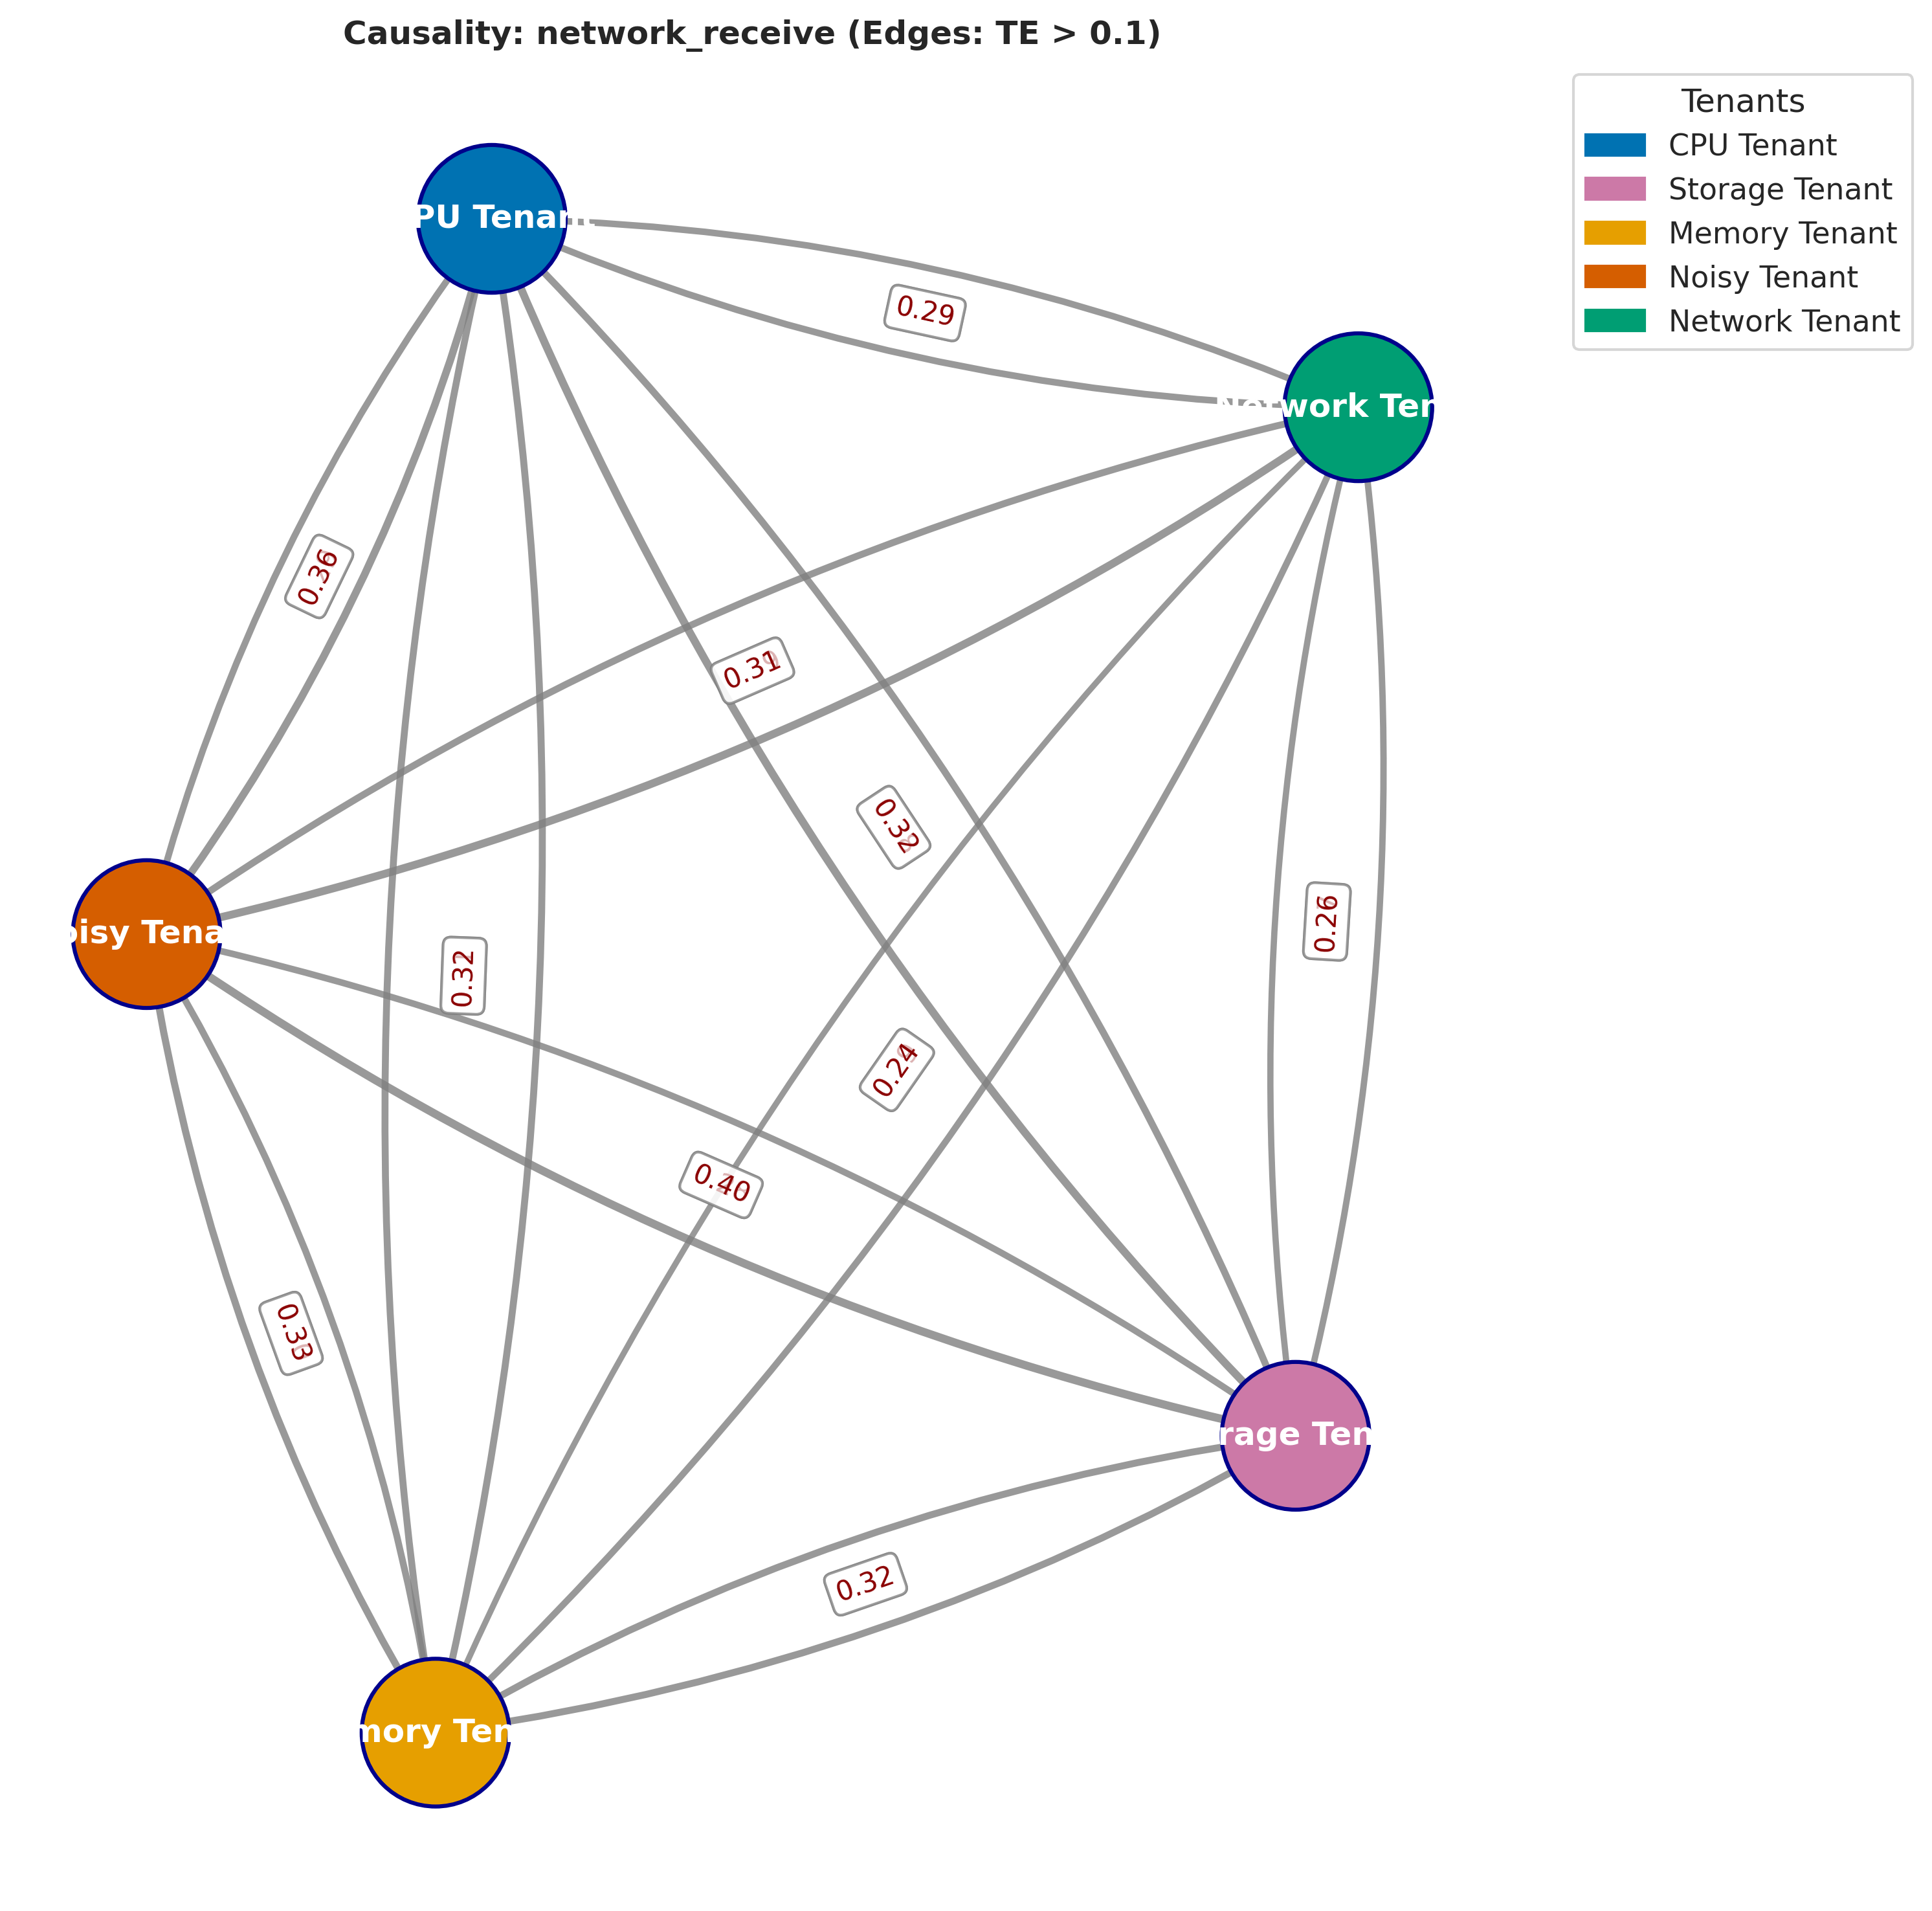 Causality: network_receive (Edges: TE > 0.1)
Tenants
CPU Tenant
Storage Tenant
Memory Tenant
Noisy Tenant
Network Tenant
PU Tenant
0.29
work Ten
0.36
0.31
0.32
0.26
oisy Tena
0.32
0.24
0.40
0.33
rage Ten
0.32
mory Ten